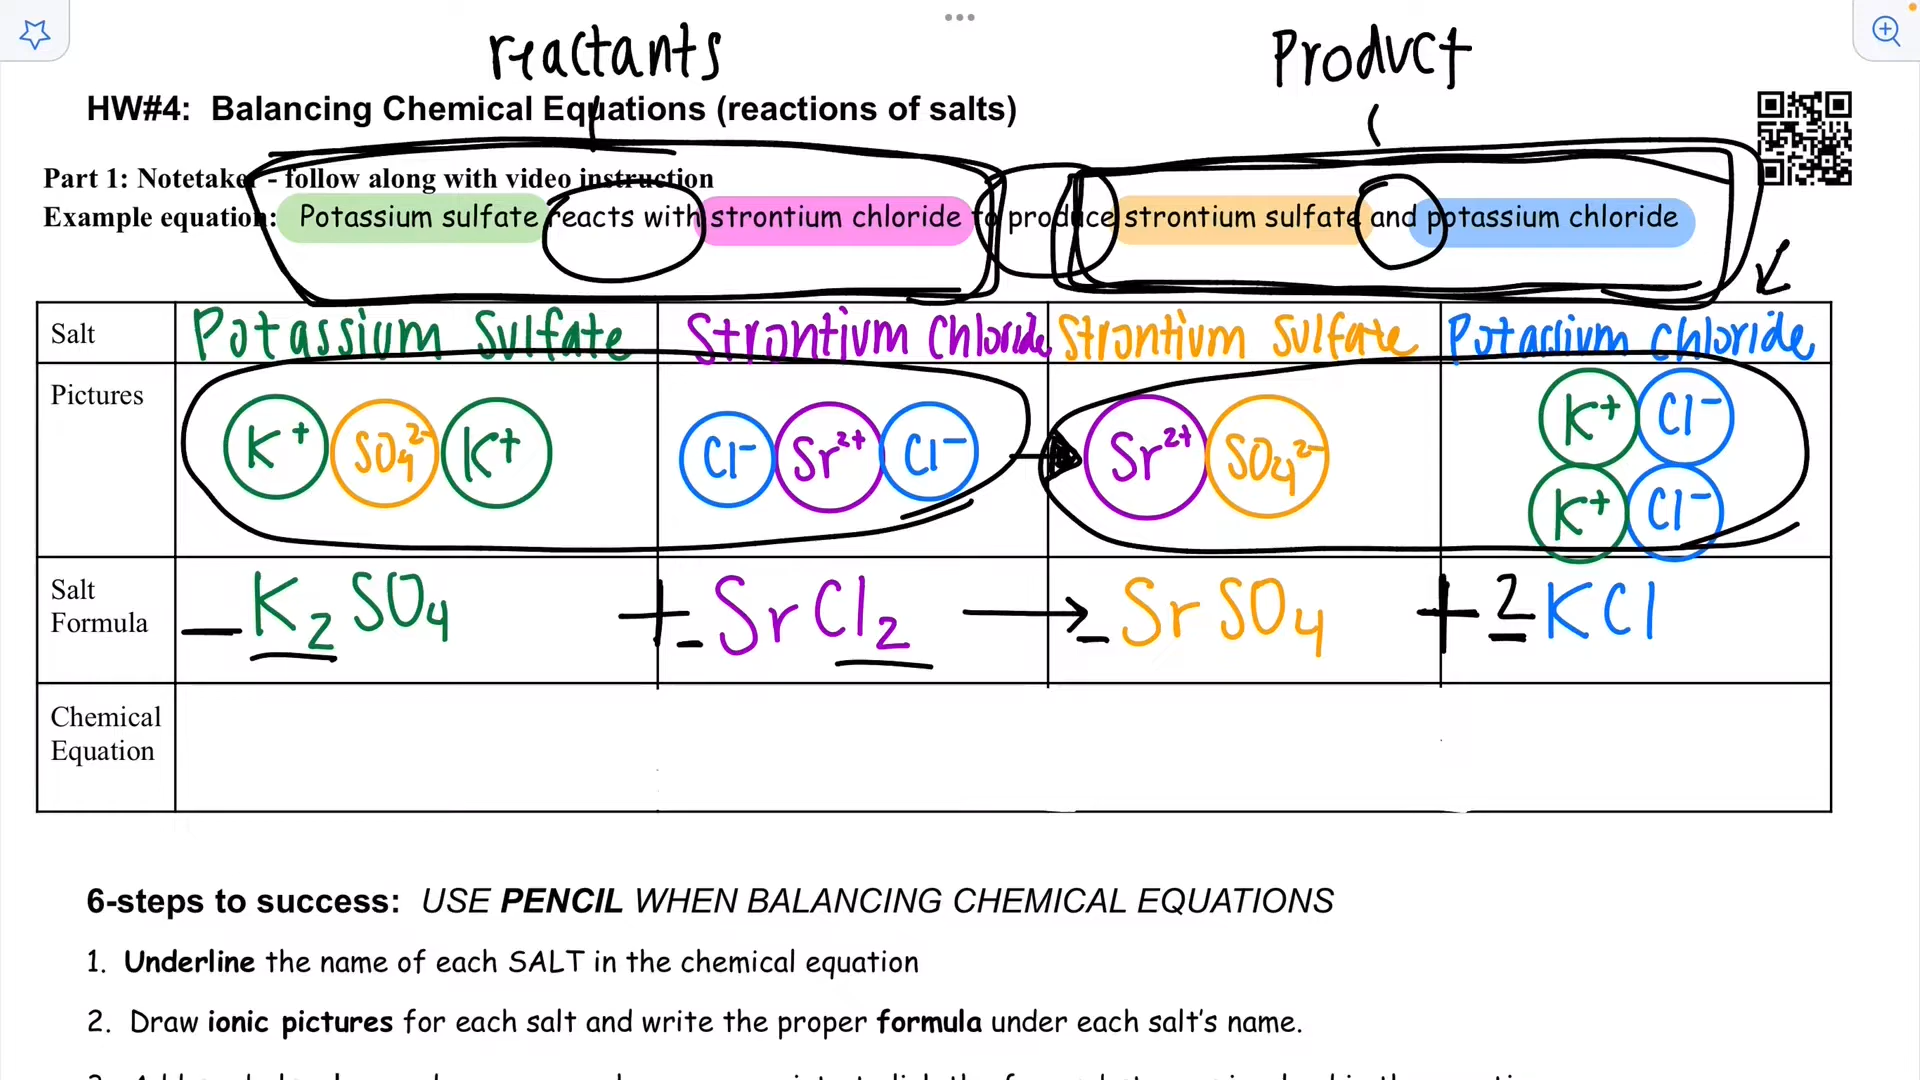 reactants Product
HW#4: Balancing Chemical Equations (reactions of salts)
Part 1: Notetaker - follow along with video instruction
Example equation: Potassium sulfate reacts with strontium chloride to produce strontium sulfate and potassium chloride
Salt Potassium Sulfate Strontium Chloride Strontium Sulfate Potassium chloride
Pictures K⁺ SO₄²⁻ K⁺ Cl⁻ Sr²⁺ Cl⁻ → Sr²⁺ SO₄²⁻ K⁺ Cl⁻
K⁺ Cl⁻
Salt Formula _ K₂SO₄ + _ SrCl₂ → _ SrSO₄ + 2 KCl
Chemical Equation
6-steps to success: USE PENCIL WHEN BALANCING CHEMICAL EQUATIONS
1. Underline the name of each SALT in the chemical equation
2. Draw ionic pictures for each salt and write the proper formula under each salt's name.